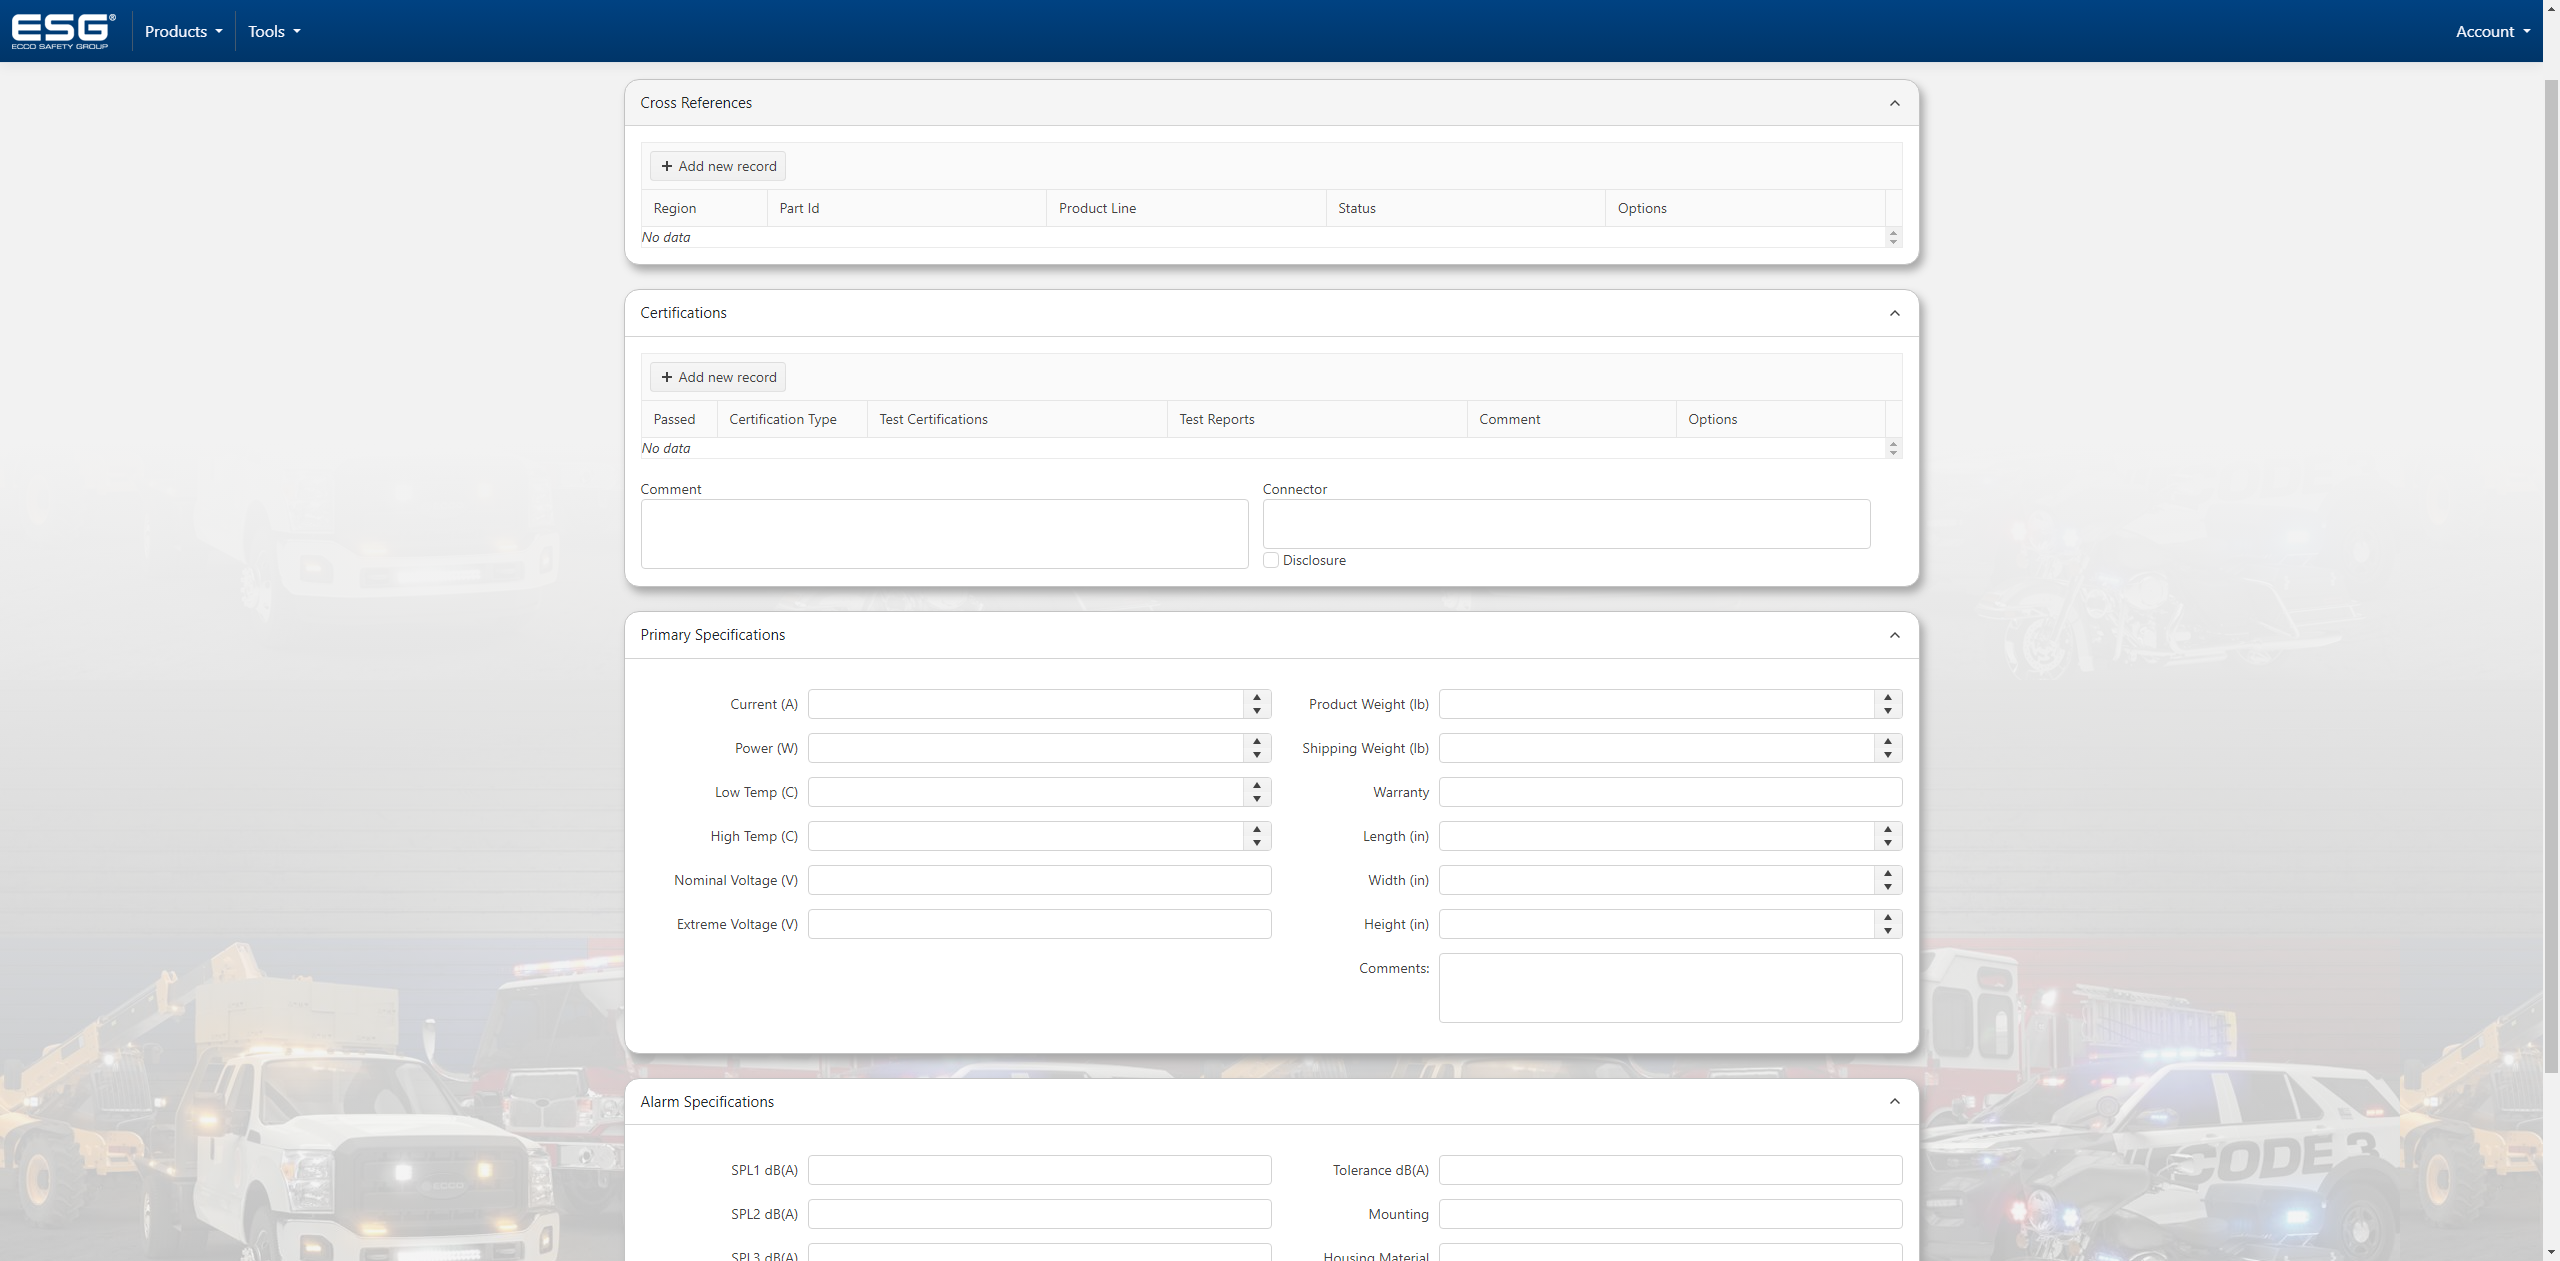 ESG®
ECCO SAFETY GROUP
Products
Tools
Account
Cross References
Add new record
Region
Part Id
Product Line
Status
Options
No data
Certifications
Add new record
Passed
Certification Type
Test Certifications
Test Reports
Comment
Options
No data
Comment
Connector
Disclosure
Primary Specifications
Current (A)
Product Weight (lb)
Power (W)
Shipping Weight (lb)
Low Temp (C)
Warranty
High Temp (C)
Length (in)
Nominal Voltage (V)
Width (in)
Extreme Voltage (V)
Height (in)
Comments:
Alarm Specifications
SPL1 dB(A)
Tolerance dB(A)
SPL2 dB(A)
Mounting
SPL3 dB(A)
Housing Material
ECCO
CODE 3